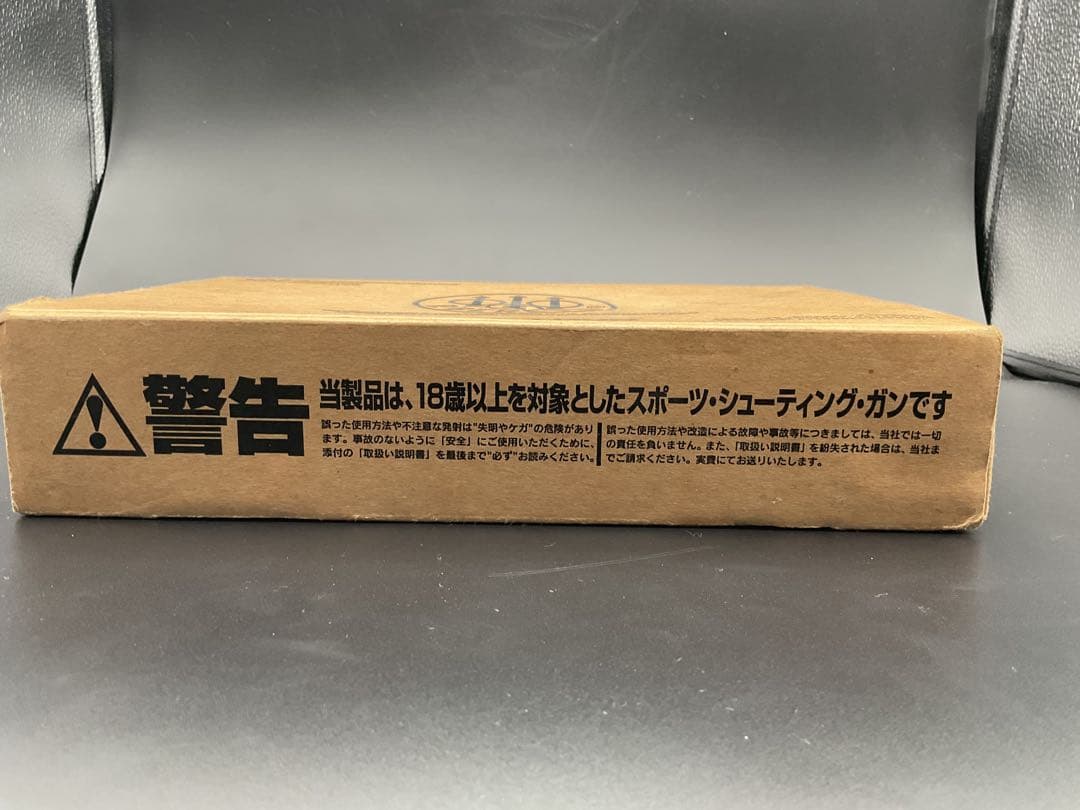 警告
当製品は、18歳以上を対象としたスポーツ・シューティング・ガンです
誤った使用方法や不注意な発射は"失明やケガ"の危険があり
ます。事故のないように「安全」にご使用いただくために、
添付の「取扱い説明書」を最後まで"必ず"お読みください。
誤った使用方法や改造による故障や事故等につきましては、当社では一切
の責任を負いません。また、「取扱い説明書」を紛失された場合は、当社ま
でご請求ください。実費にてお送りいたします。